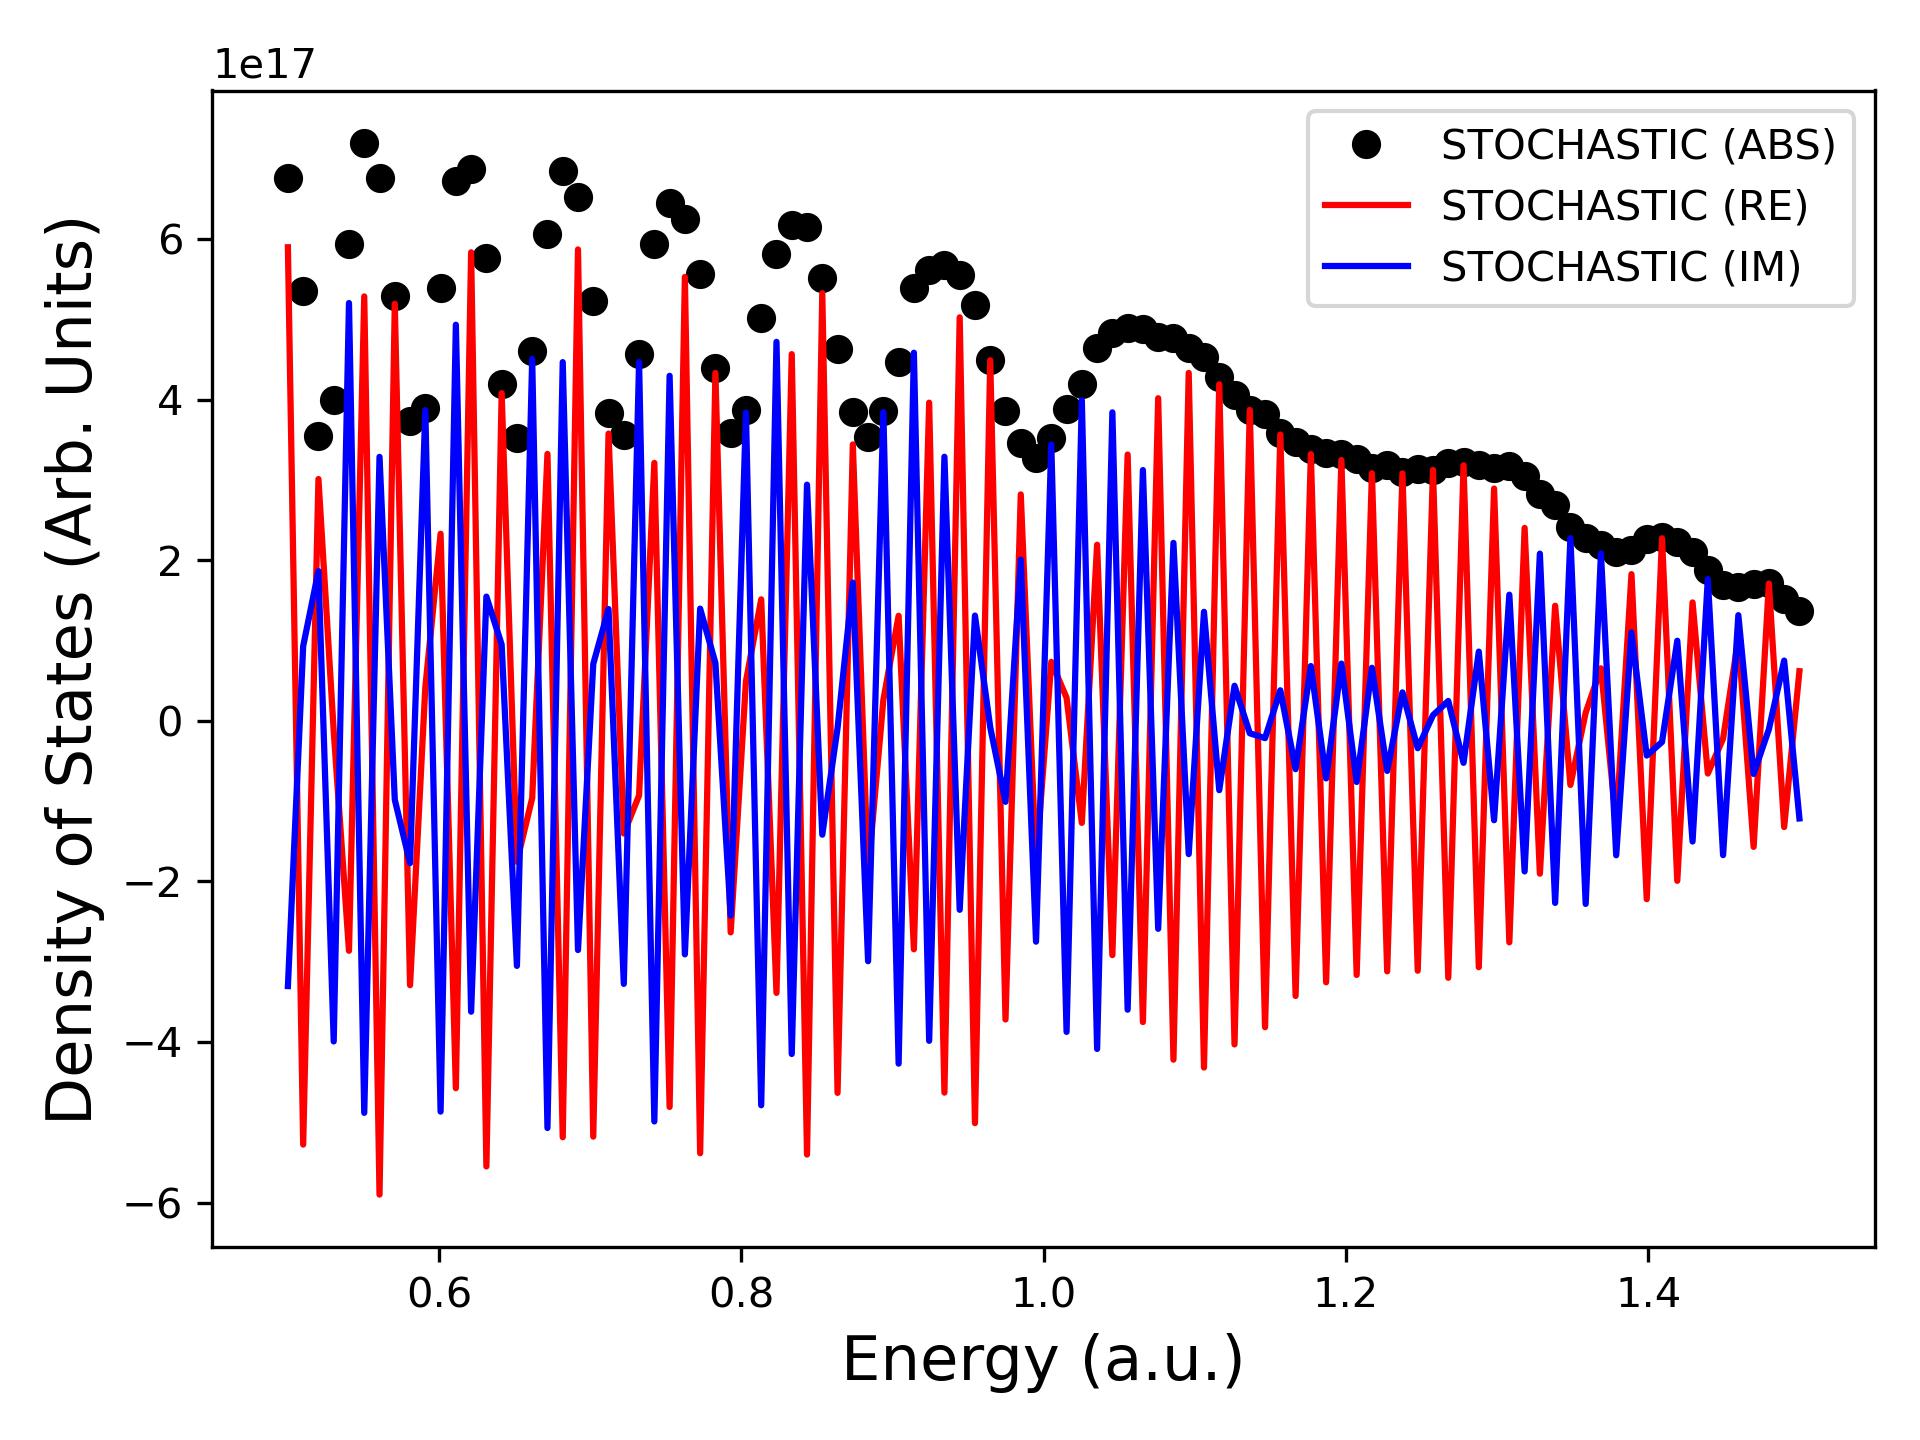 1e17
STOCHASTIC (ABS)
STOCHASTIC (RE)
STOCHASTIC (IM)
6
4
2
0
−2
−4
−6
Density of States (Arb. Units)
0.6 0.8 1.0 1.2 1.4
Energy (a.u.)